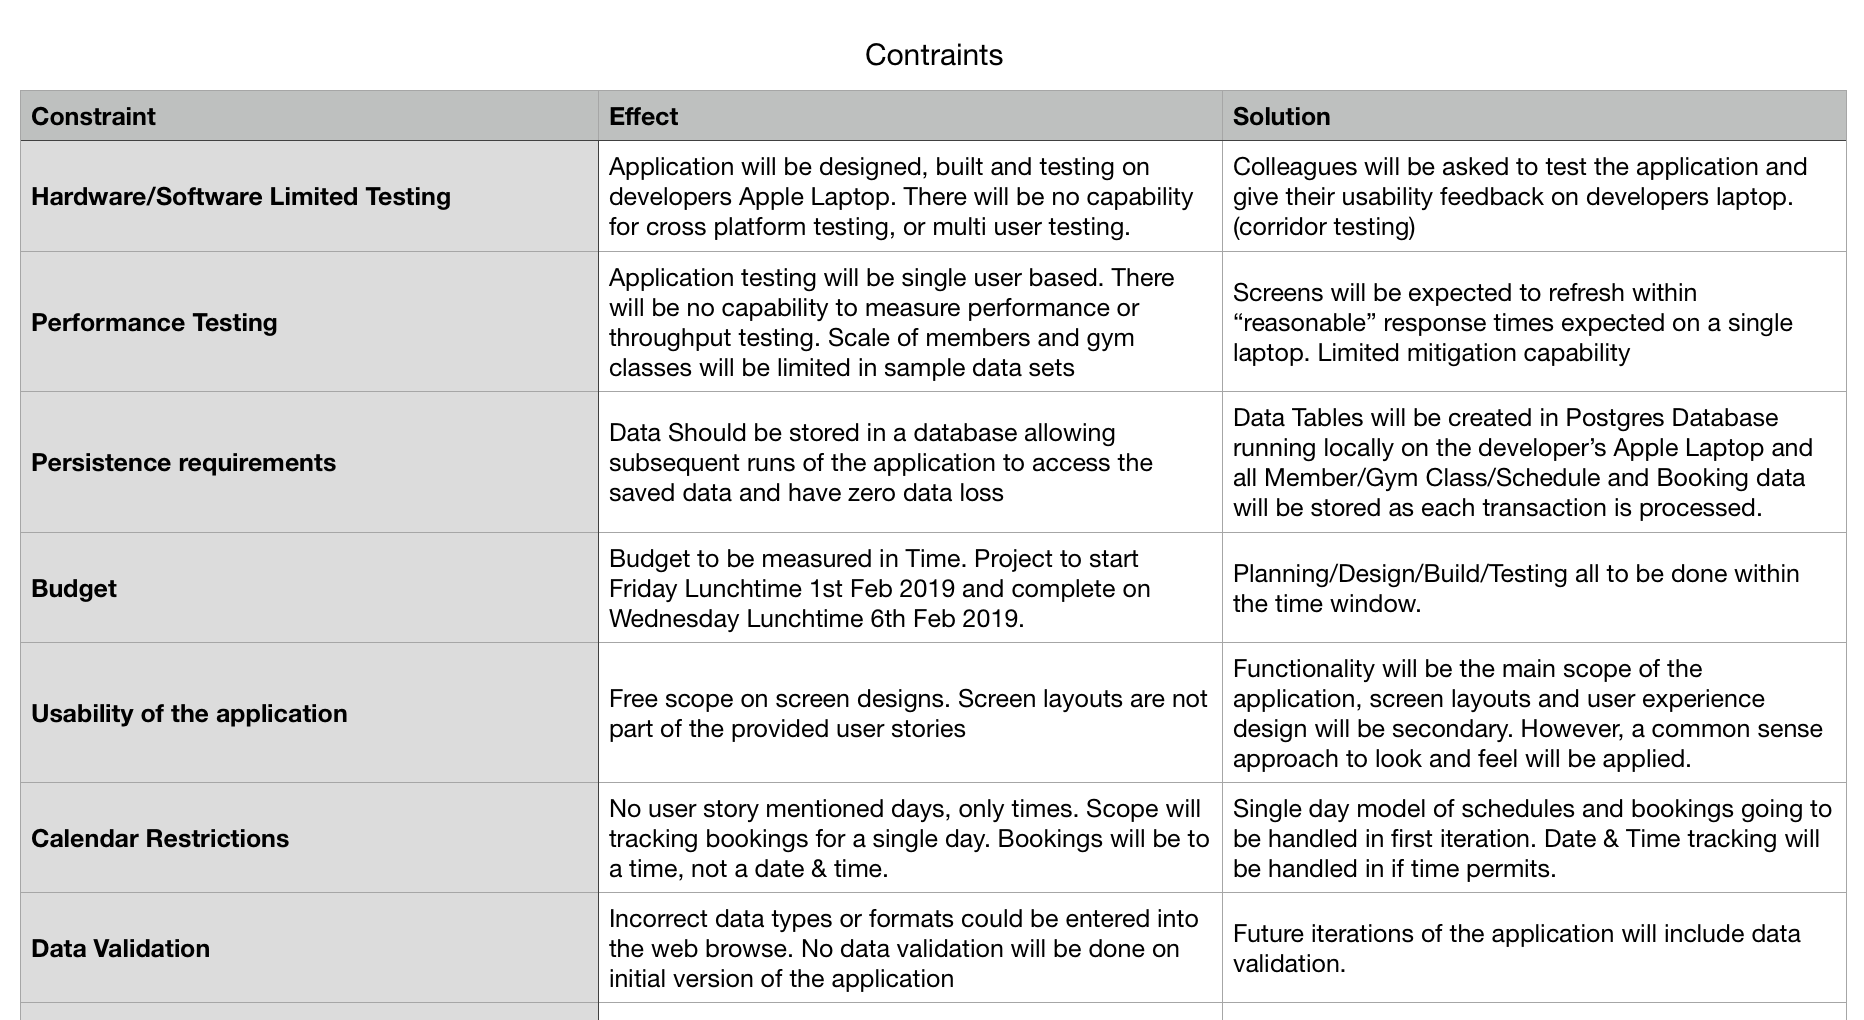 Contraints
Constraint
Effect
Solution
Hardware/Software Limited Testing
Application will be designed, built and testing on
developers Apple Laptop. There will be no capability
for cross platform testing, or multi user testing.
Colleagues will be asked to test the application and
give their usability feedback on developers laptop.
(corridor testing)
Performance Testing
Application testing will be single user based. There
will be no capability to measure performance or
throughput testing. Scale of members and gym
classes will be limited in sample data sets
Screens will be expected to refresh within
“reasonable” response times expected on a single
laptop. Limited mitigation capability
Persistence requirements
Data Should be stored in a database allowing
subsequent runs of the application to access the
saved data and have zero data loss
Data Tables will be created in Postgres Database
running locally on the developer’s Apple Laptop and
all Member/Gym Class/Schedule and Booking data
will be stored as each transaction is processed.
Budget
Budget to be measured in Time. Project to start
Friday Lunchtime 1st Feb 2019 and complete on
Wednesday Lunchtime 6th Feb 2019.
Planning/Design/Build/Testing all to be done within
the time window.
Usability of the application
Free scope on screen designs. Screen layouts are not
part of the provided user stories
Functionality will be the main scope of the
application, screen layouts and user experience
design will be secondary. However, a common sense
approach to look and feel will be applied.
Calendar Restrictions
No user story mentioned days, only times. Scope will
tracking bookings for a single day. Bookings will be to
a time, not a date & time.
Single day model of schedules and bookings going to
be handled in first iteration. Date & Time tracking will
be handled in if time permits.
Data Validation
Incorrect data types or formats could be entered into
the web browse. No data validation will be done on
initial version of the application
Future iterations of the application will include data
validation.